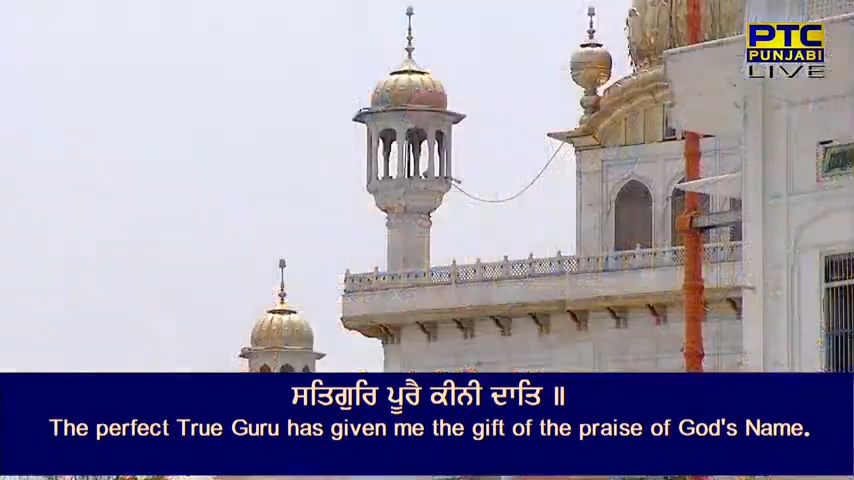 PTC
PUNJABI
LIVE
ਸਤਿਗੁਰਿ ਪੂਰੈ ਕੀਨੀ ਦਾਤਿ ॥
The perfect True Guru has given me the gift of the praise of God's Name.